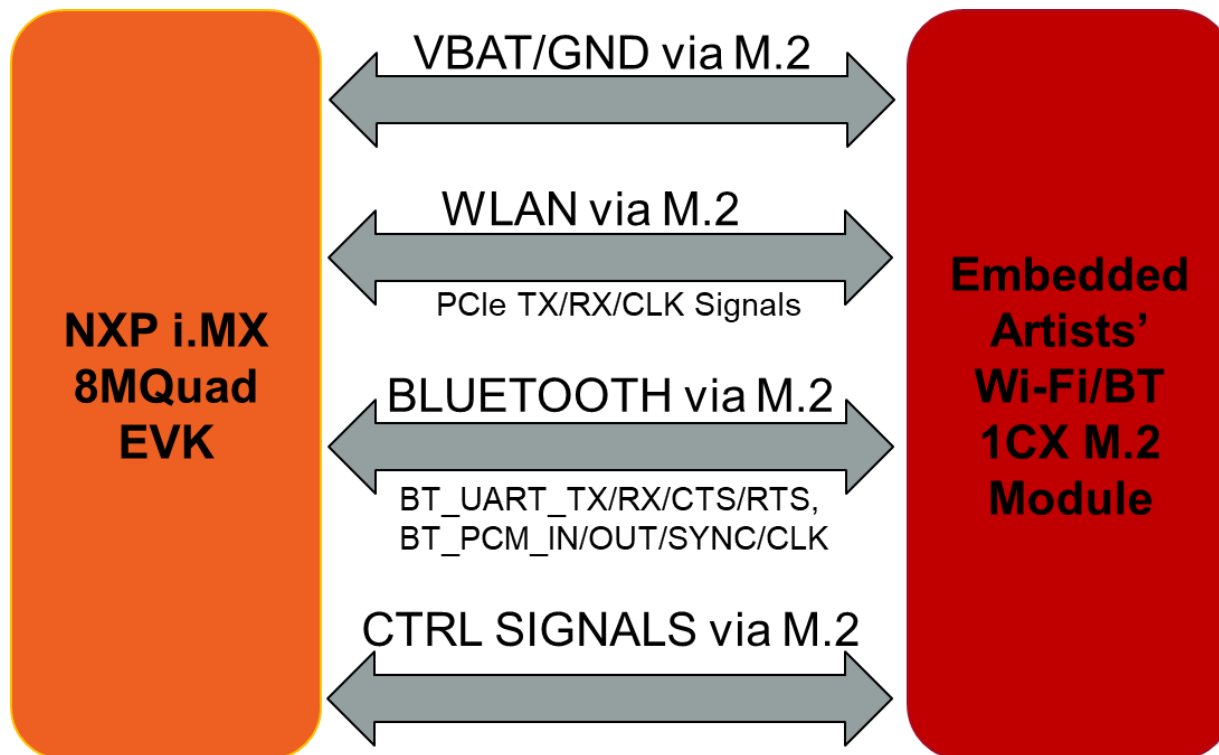 VBAT/GND via M.2
WLAN via M.2
PCIe TX/RX/CLK Signals
NXP i.MX
8MQuad
EVK
Embedded
Artists’
Wi-Fi/BT
1CX M.2
Module
BLUETOOTH via M.2
BT_UART_TX/RX/CTS/RTS,
BT_PCM_IN/OUT/SYNC/CLK
CTRL SIGNALS via M.2